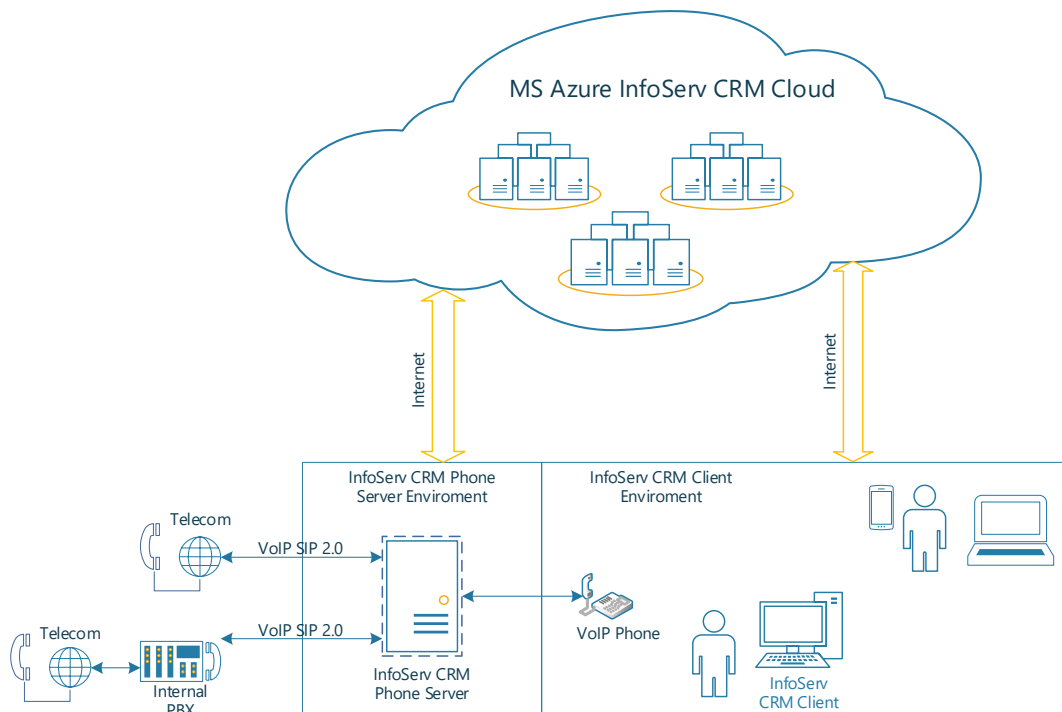 MS Azure InfoServ CRM Cloud
Internet
Internet
InfoServ CRM Phone
Server Enviroment
InfoServ CRM Client
Enviroment
Telecom
VoIP SIP 2.0
VoIP Phone
Telecom
VoIP SIP 2.0
Internal
PBX
InfoServ CRM
Phone Server
InfoServ
CRM Client